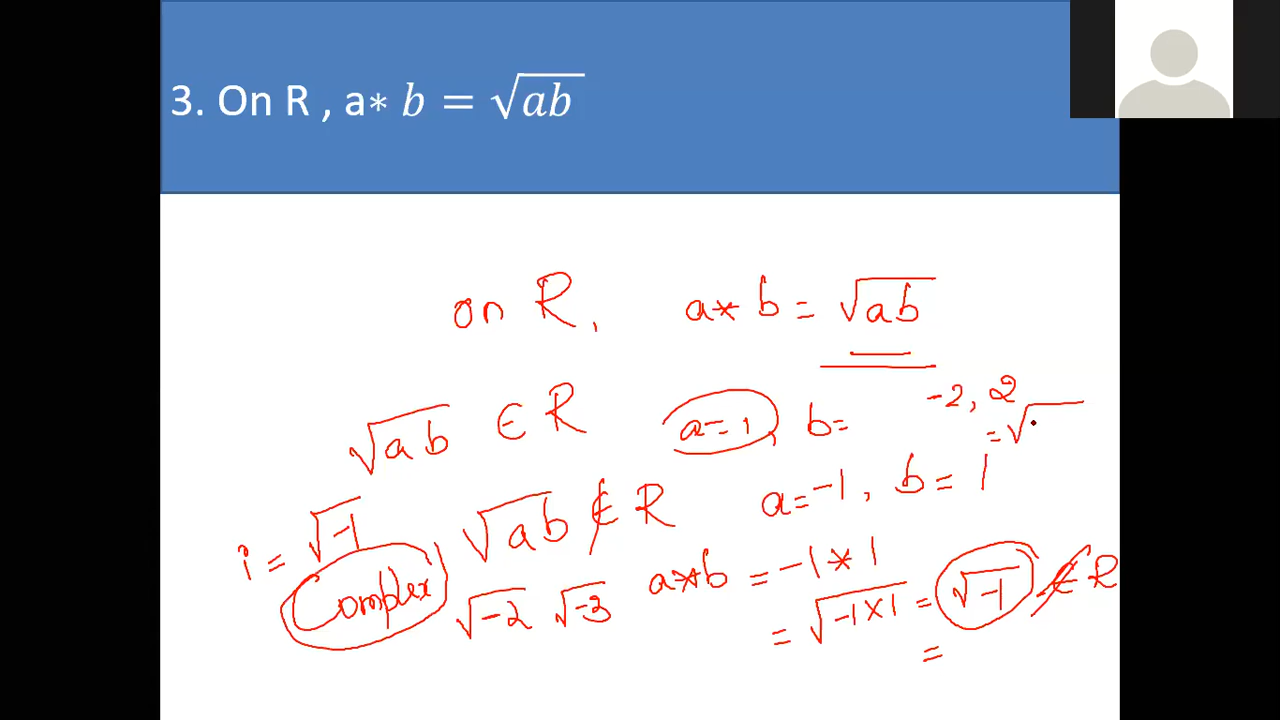 3. On R , a∗ b = √ab
on R, a * b = √ab
-2, 2
= √
√ab ∈ R a = 1, b =
a = -1, b = 1
i = √-1 √ab ∉ R
a * b = -1 * 1
Complex √-2 √-3
= √-1×1 = √-1 ∉ R
=